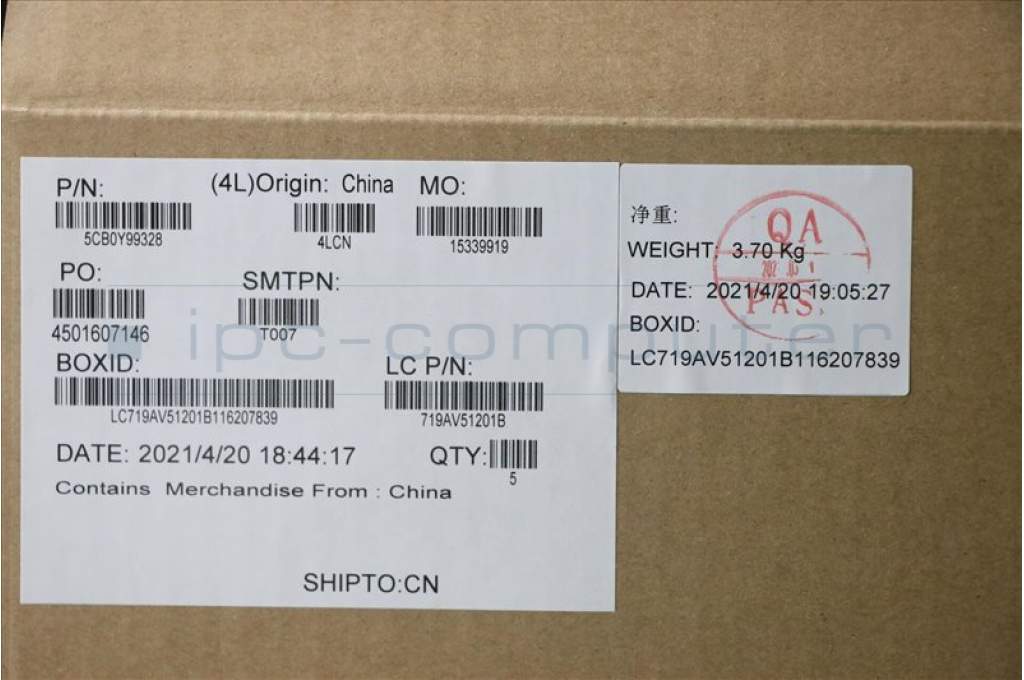 P/N:
5CB0Y99328
(4L)Origin: China
4LCN
MO:
15339919
PO:
4501607146
SMTPN:
T007
BOXID:
LC719AV51201B116207839
LC P/N:
719AV51201B
DATE: 2021/4/20 18:44:17
QTY:
5
Contains Merchandise From : China
SHIPTO:CN
净重:
WEIGHT: 3.70 Kg
DATE: 2021/4/20 19:05:27
BOXID:
LC719AV51201B116207839
QA
PAS.
ipc-computer